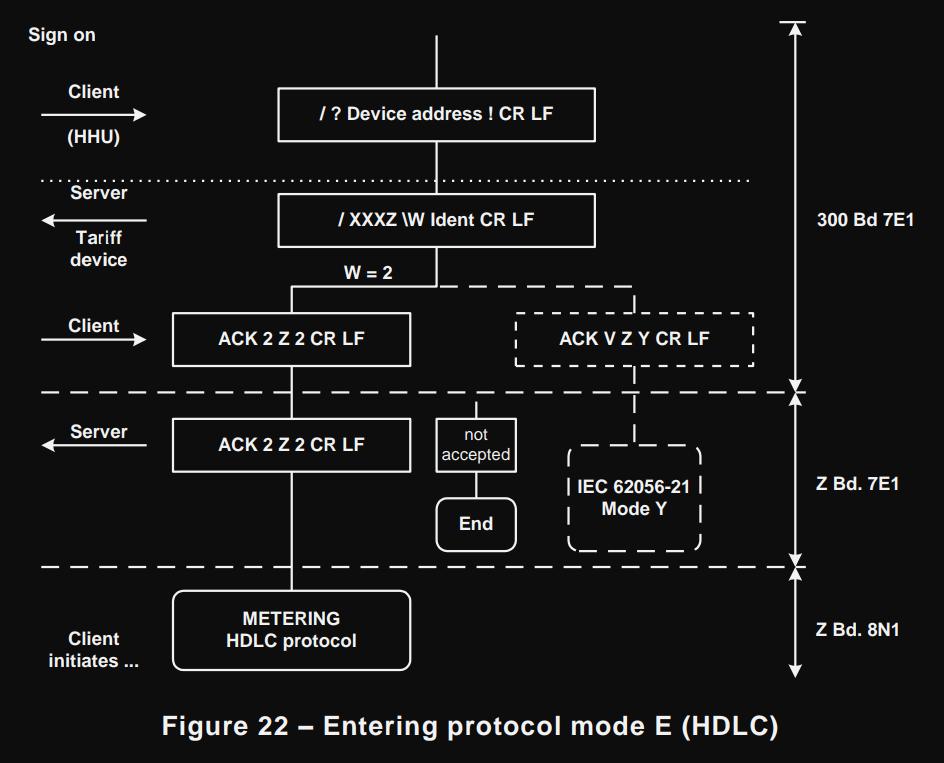 Sign on
Client
(HHU)
/ ? Device address ! CR LF
Server
Tariff
device
/ XXXZ \W Ident CR LF
300 Bd 7E1
W = 2
Client
ACK 2 Z 2 CR LF
ACK V Z Y CR LF
Server
ACK 2 Z 2 CR LF
not
accepted
End
IEC 62056-21
Mode Y
Z Bd. 7E1
Client
initiates ...
METERING
HDLC protocol
Z Bd. 8N1
Figure 22 – Entering protocol mode E (HDLC)